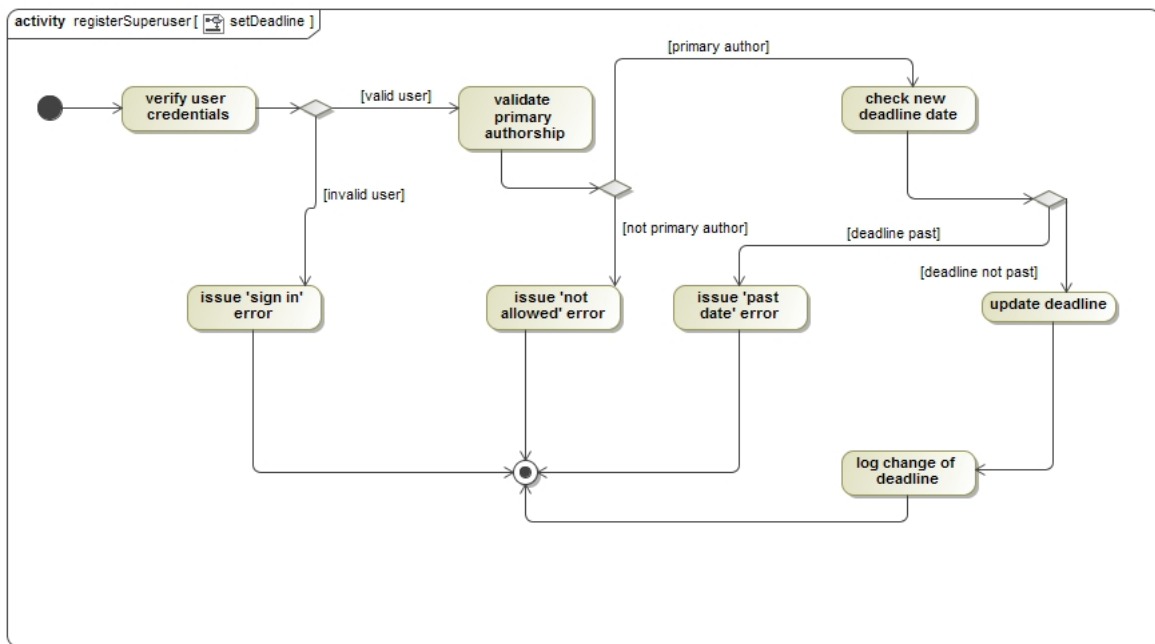 activity registerSuperuser[ setDeadline ]
[primary author]
verify user
credentials
[valid user]
validate
primary
authorship
check new
deadline date
[invalid user]
[not primary author]
[deadline past]
[deadline not past]
issue 'sign in'
error
issue 'not
allowed' error
issue 'past
date' error
update deadline
log change of
deadline